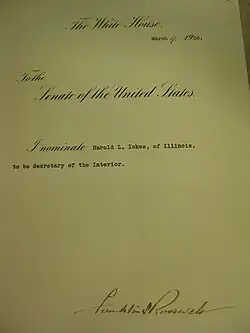 The White House,
March 4, 19
To the
Senate of the United States.
I nominate Harold L. Ickes, of Illinois,
to be Secretary of the Interior.
Franklin D Roosevelt